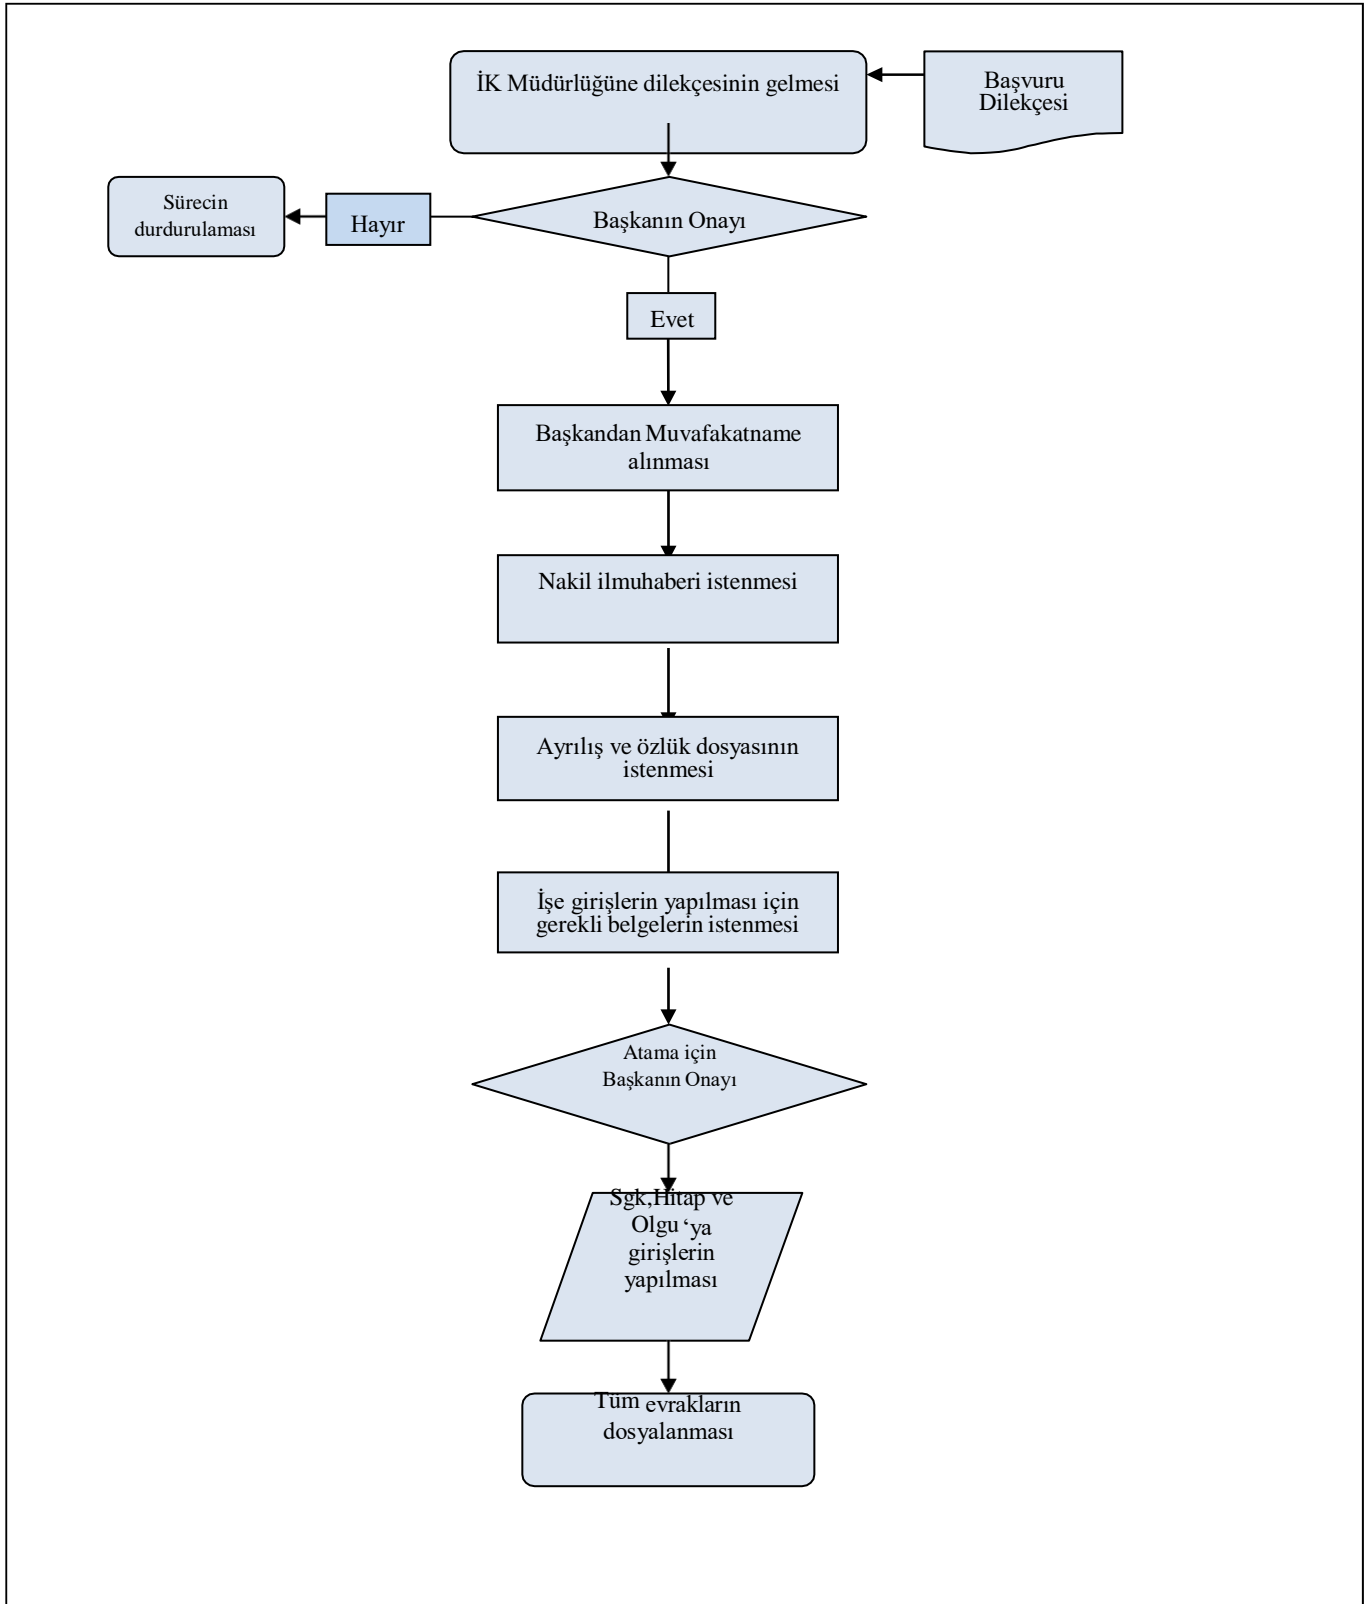 İK Müdürlüğüne dilekçesinin gelmesi
Başvuru
Dilekçesi
Sürecin
durdurulaması
Hayır
Başkanın Onayı
Evet
Başkandan Muvafakatname
alınması
Nakil ilmuhaberi istenmesi
Ayrılış ve özlük dosyasının
istenmesi
İşe girişlerin yapılması için
gerekli belgelerin istenmesi
Atama için
Başkanın Onayı
Sgk,Hitap ve
Olgu ‘ya
girişlerin
yapılması
Tüm evrakların
dosyalanması